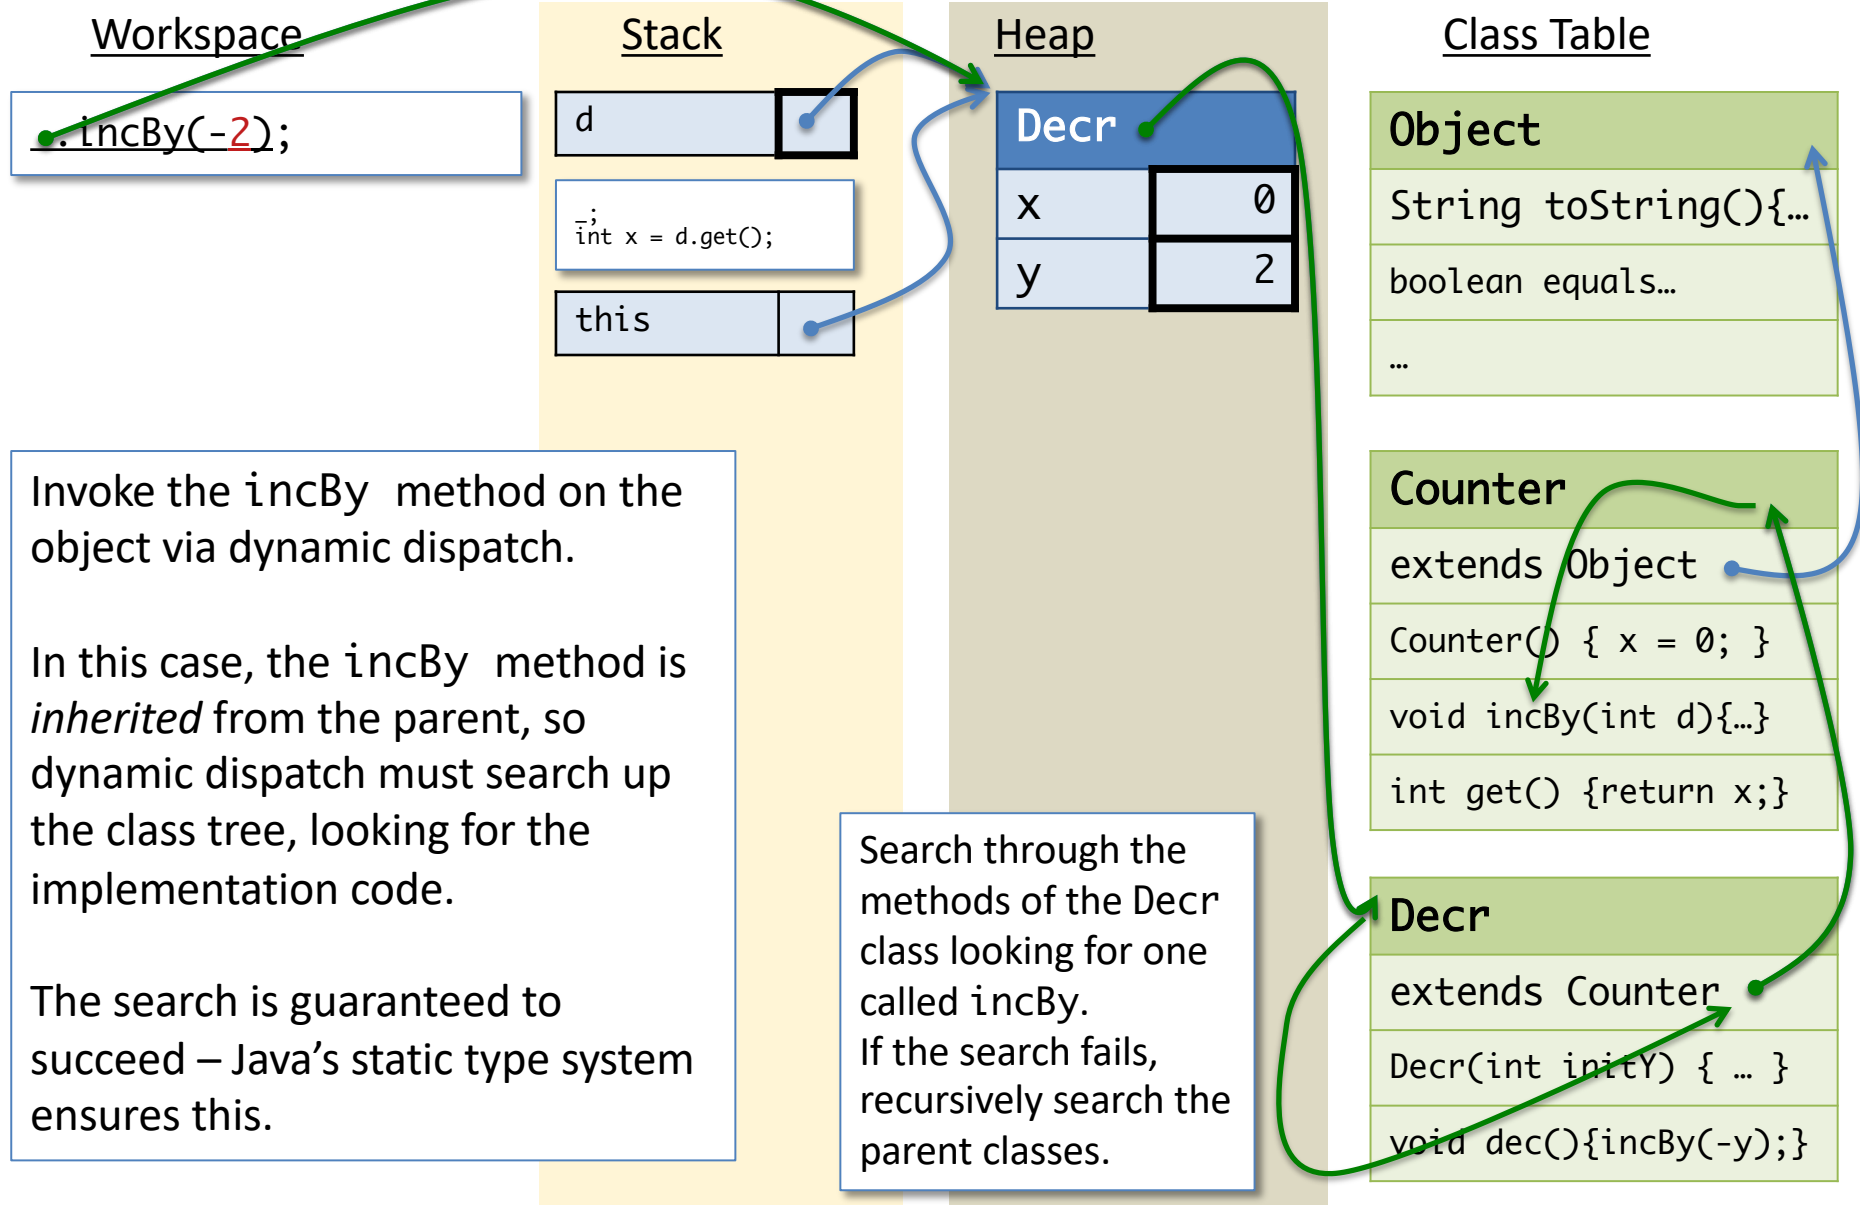 Workspace
Stack
Heap
Class Table
.incBy(-2);
d
_;
int x = d.get();
this
Decr
x 0
y 2
Object
String toString(){…
boolean equals…
…
Counter
extends Object
Counter() { x = 0; }
void incBy(int d){…}
int get() {return x;}
Decr
extends Counter
Decr(int initY) { … }
void dec(){incBy(-y);}
Invoke the incBy method on the
object via dynamic dispatch.
In this case, the incBy method is
inherited from the parent, so
dynamic dispatch must search up
the class tree, looking for the
implementation code.
The search is guaranteed to
succeed – Java’s static type system
ensures this.
Search through the
methods of the Decr
class looking for one
called incBy.
If the search fails,
recursively search the
parent classes.